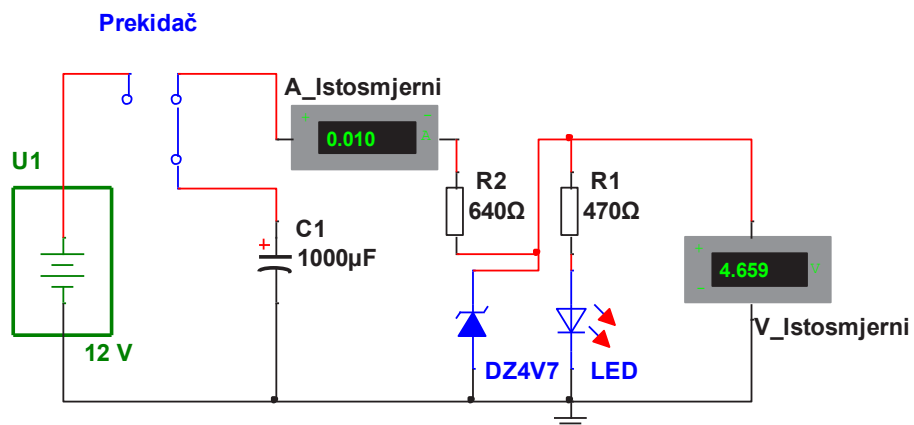 Prekidač
A_Istosmjerni
0.010
A
U1
R2
640Ω
R1
470Ω
C1
+
1000µF
+
4.659
V
−
V_Istosmjerni
12 V
DZ4V7
LED